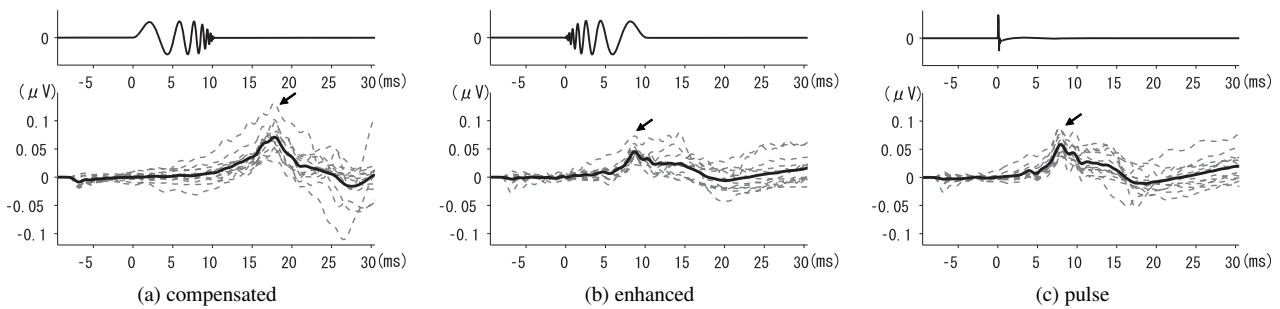 0 0 0
-5 0 5 10 15 20 25 30(ms) -5 0 5 10 15 20 25 30(ms) -5 0 5 10 15 20 25 30(ms)
(μV) (μV) (μV)
0.1 0.1 0.1
0.05 0.05 0.05
0 0 0
-0.05 -0.05 -0.05
-0.1 -0.1 -0.1
-5 0 5 10 15 20 25 30(ms) -5 0 5 10 15 20 25 30(ms) -5 0 5 10 15 20 25 30(ms)
(a) compensated (b) enhanced (c) pulse